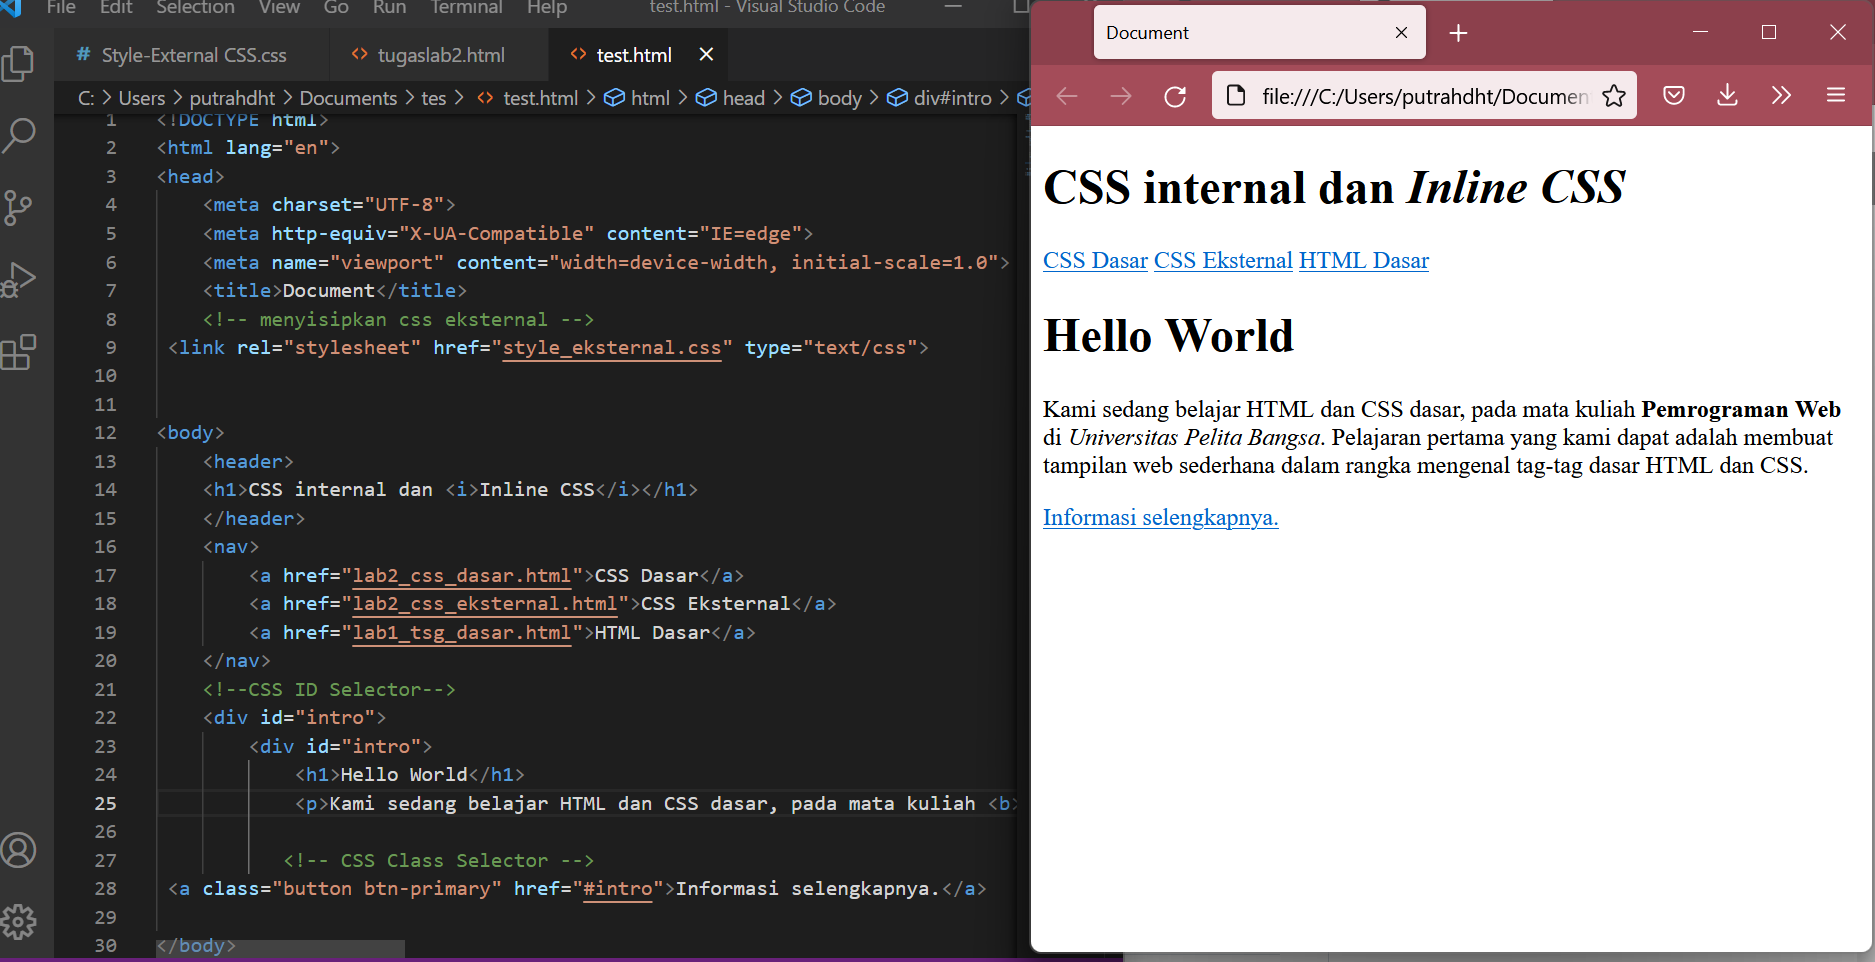 File Edit Selection View Go Run Terminal Help test.html - Visual Studio Code
# Style-External CSS.css <> tugaslab2.html <> test.html
C: > Users > putrahdht > Documents > tes > <> test.html > html > head > body > div#intro >
1 <!DOCTYPE html>
2 <html lang="en">
3 <head>
4 <meta charset="UTF-8">
5 <meta http-equiv="X-UA-Compatible" content="IE=edge">
6 <meta name="viewport" content="width=device-width, initial-scale=1.0">
7 <title>Document</title>
8 <!-- menyisipkan css eksternal -->
9 <link rel="stylesheet" href="style_eksternal.css" type="text/css">
10
11
12 <body>
13 <header>
14 <h1>CSS internal dan <i>Inline CSS</i></h1>
15 </header>
16 <nav>
17 <a href="lab2_css_dasar.html">CSS Dasar</a>
18 <a href="lab2_css_eksternal.html">CSS Eksternal</a>
19 <a href="lab1_tsg_dasar.html">HTML Dasar</a>
20 </nav>
21 <!--CSS ID Selector-->
22 <div id="intro">
23 <div id="intro">
24 <h1>Hello World</h1>
25 <p>Kami sedang belajar HTML dan CSS dasar, pada mata kuliah <b>
26
27 <!-- CSS Class Selector -->
28 <a class="button btn-primary" href="#intro">Informasi selengkapnya.</a>
29
30 </body>
Document
file:///C:/Users/putrahdht/Documen
CSS internal dan Inline CSS
CSS Dasar CSS Eksternal HTML Dasar
Hello World
Kami sedang belajar HTML dan CSS dasar, pada mata kuliah Pemrograman Web
di Universitas Pelita Bangsa. Pelajaran pertama yang kami dapat adalah membuat
tampilan web sederhana dalam rangka mengenal tag-tag dasar HTML dan CSS.
Informasi selengkapnya.